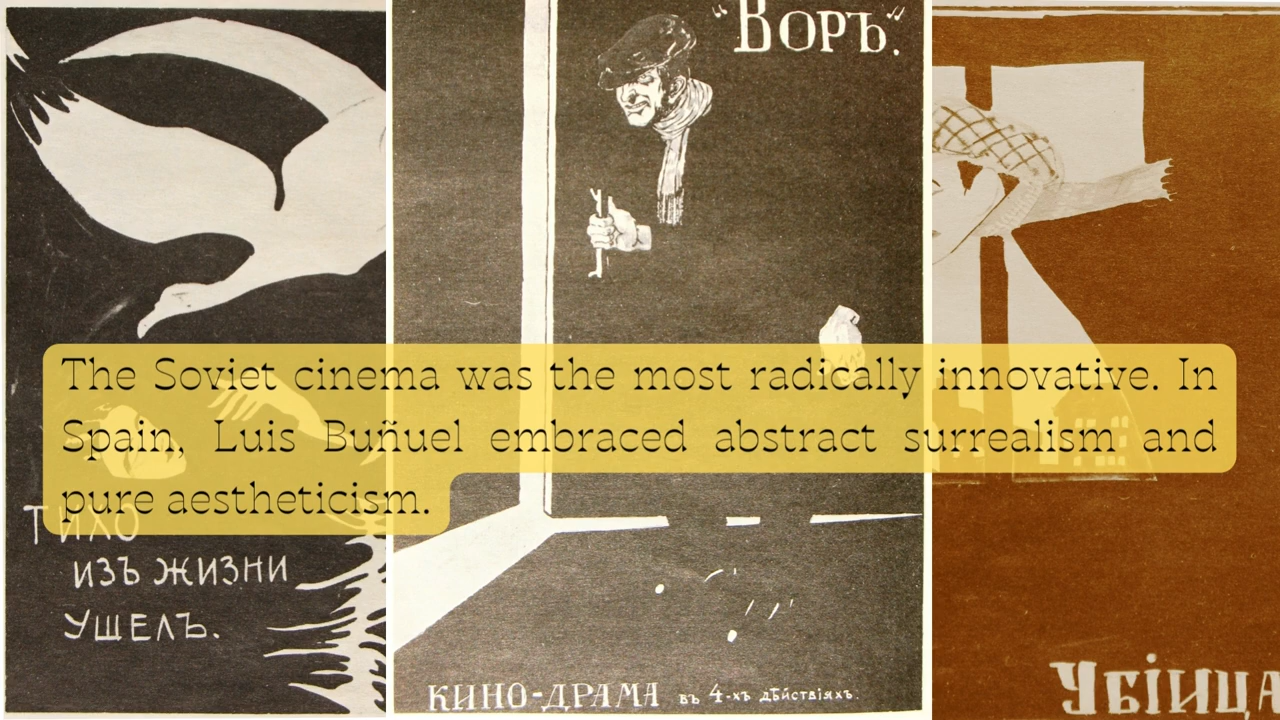 "Воръ".
The Soviet cinema was the most radically innovative. In
Spain, Luis Buñuel embraced abstract surrealism and
pure aestheticism.
Тихо
изъ жизни
ушелъ.
Кино-драма въ 4-хъ дѣйствіяхъ.
Убійца